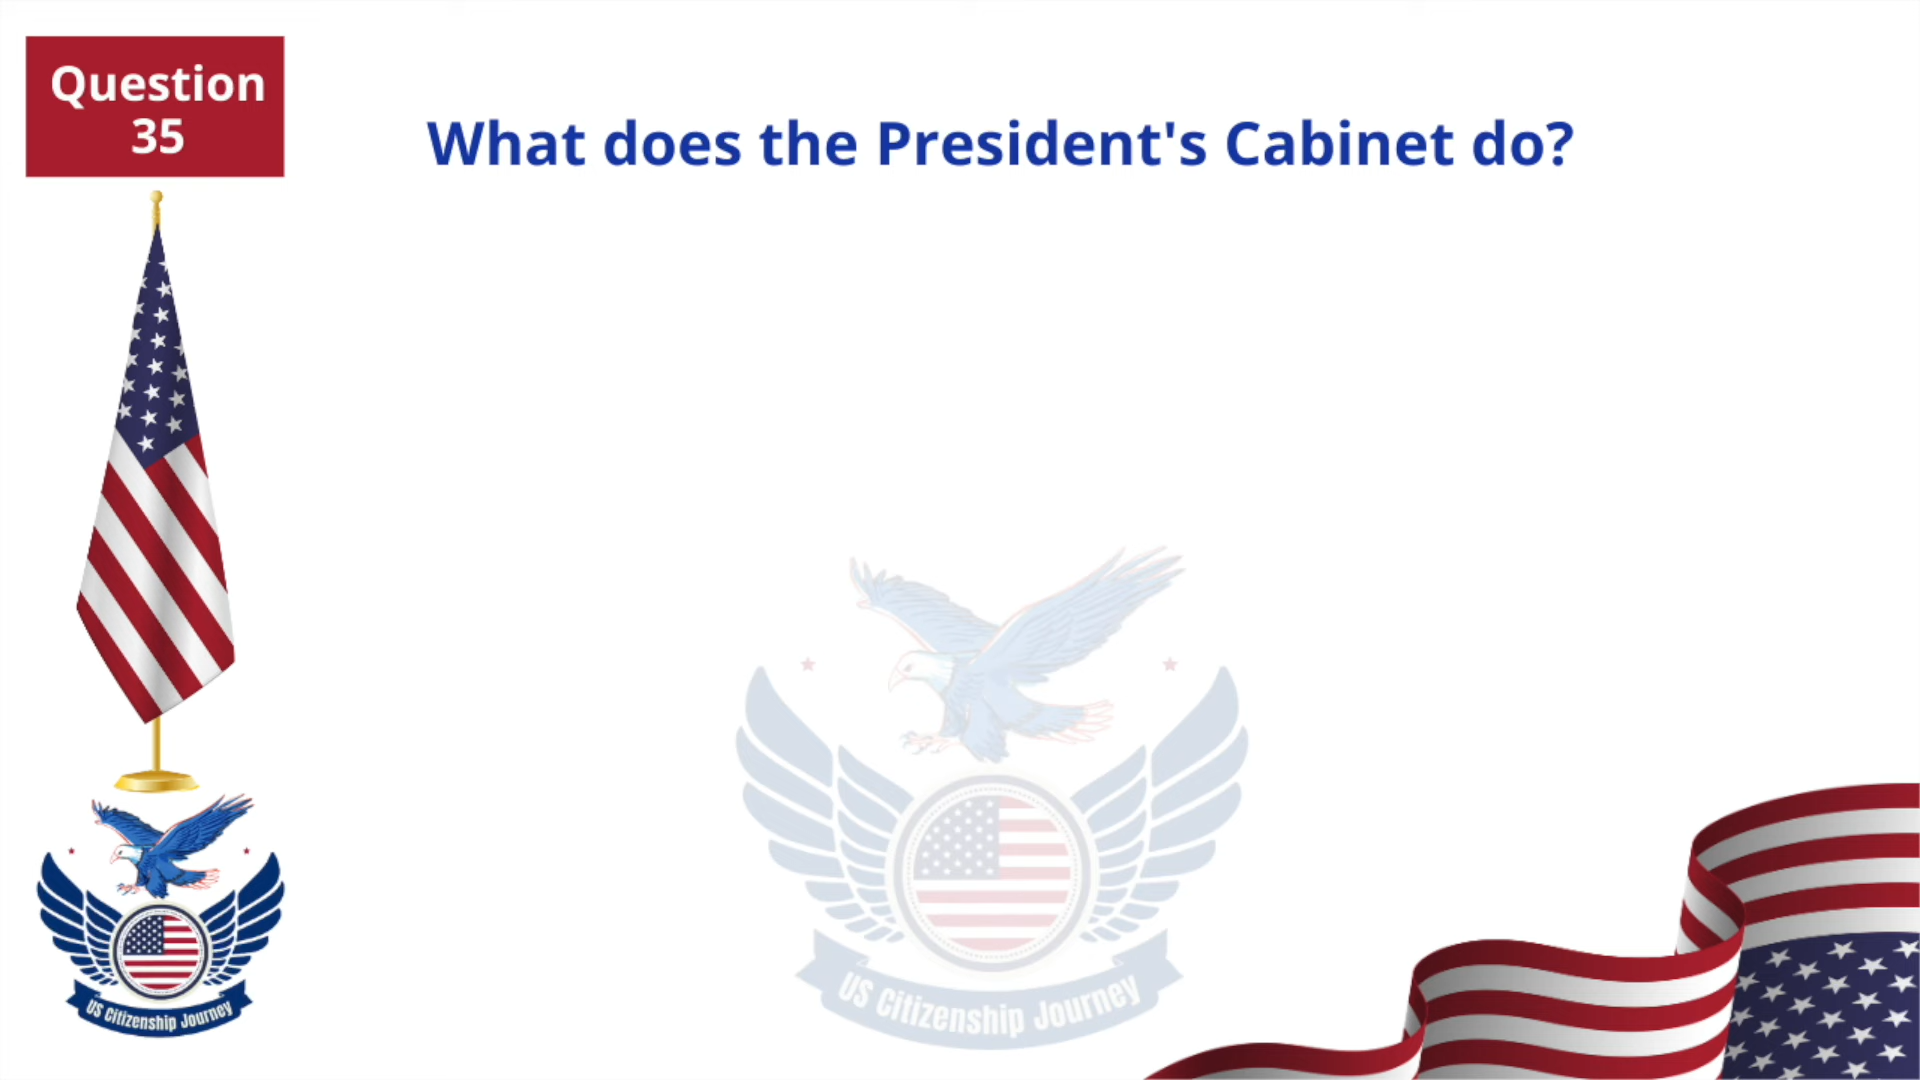 Question
35
What does the President's Cabinet do?
US Citizenship Journey
US Citizenship Journey